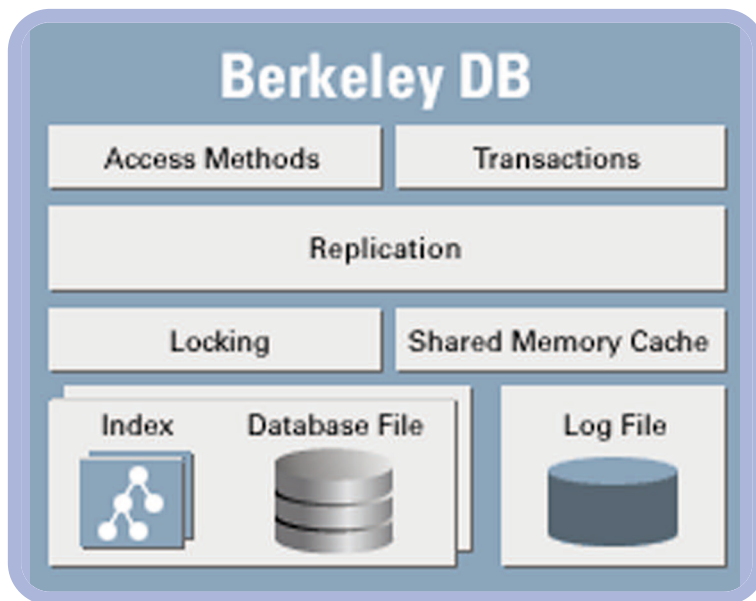 Berkeley DB
Access Methods
Transactions
Replication
Locking
Shared Memory Cache
Index
Database File
Log File